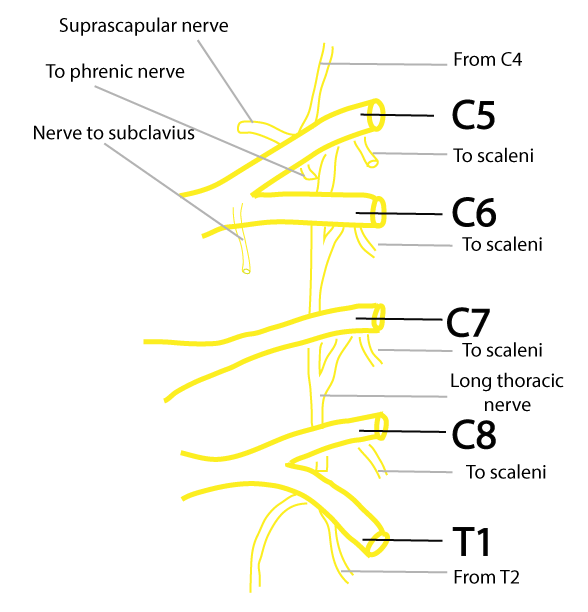 Suprascapular nerve
From C4
To phrenic nerve
C5
Nerve to subclavius
To scaleni
C6
To scaleni
C7
To scaleni
Long thoracic
nerve
C8
To scaleni
T1
From T2